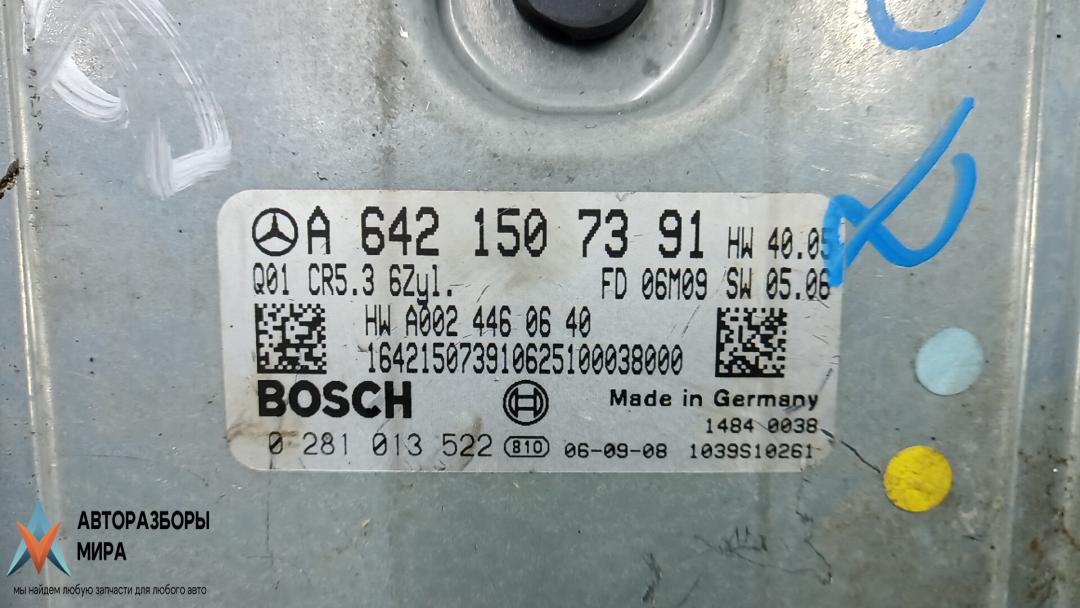 A 642 150 73 91 HW 40.05
Q01 CR5.3 6Zyl. FD 06M09 SW 05.06
HW A002 446 06 40
164215073910625100038000
BOSCH Made in Germany
1484 0038
0 281 013 522 810 06-09-08 1039S10261
АВТОРАЗБОРЫ
МИРА
мы найдем любую запчасти для любого авто